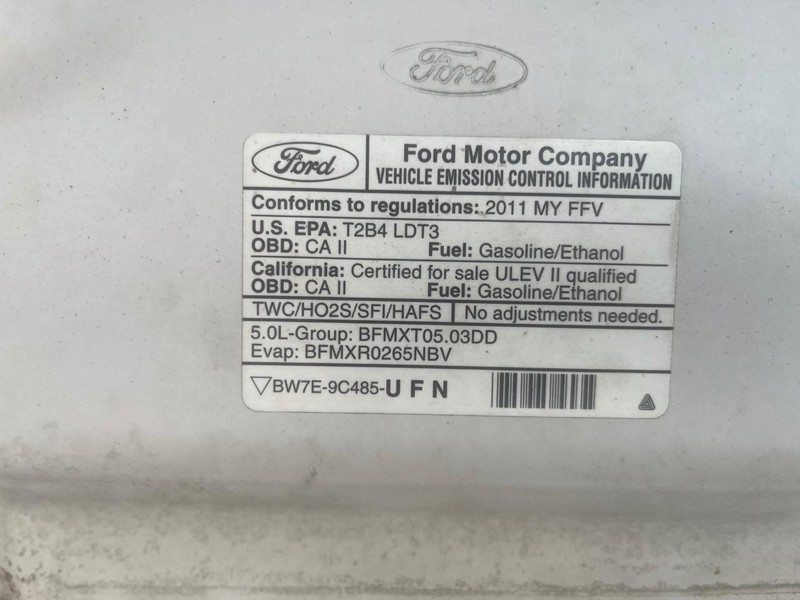 Ford
Ford
Ford Motor Company
VEHICLE EMISSION CONTROL INFORMATION
Conforms to regulations: 2011 MY FFV
U.S. EPA: T2B4 LDT3
OBD: CA II Fuel: Gasoline/Ethanol
California: Certified for sale ULEV II qualified
OBD: CA II Fuel: Gasoline/Ethanol
TWC/HO2S/SFI/HAFS No adjustments needed.
5.0L-Group: BFMXT05.03DD
Evap: BFMXR0265NBV
BW7E-9C485-U F N